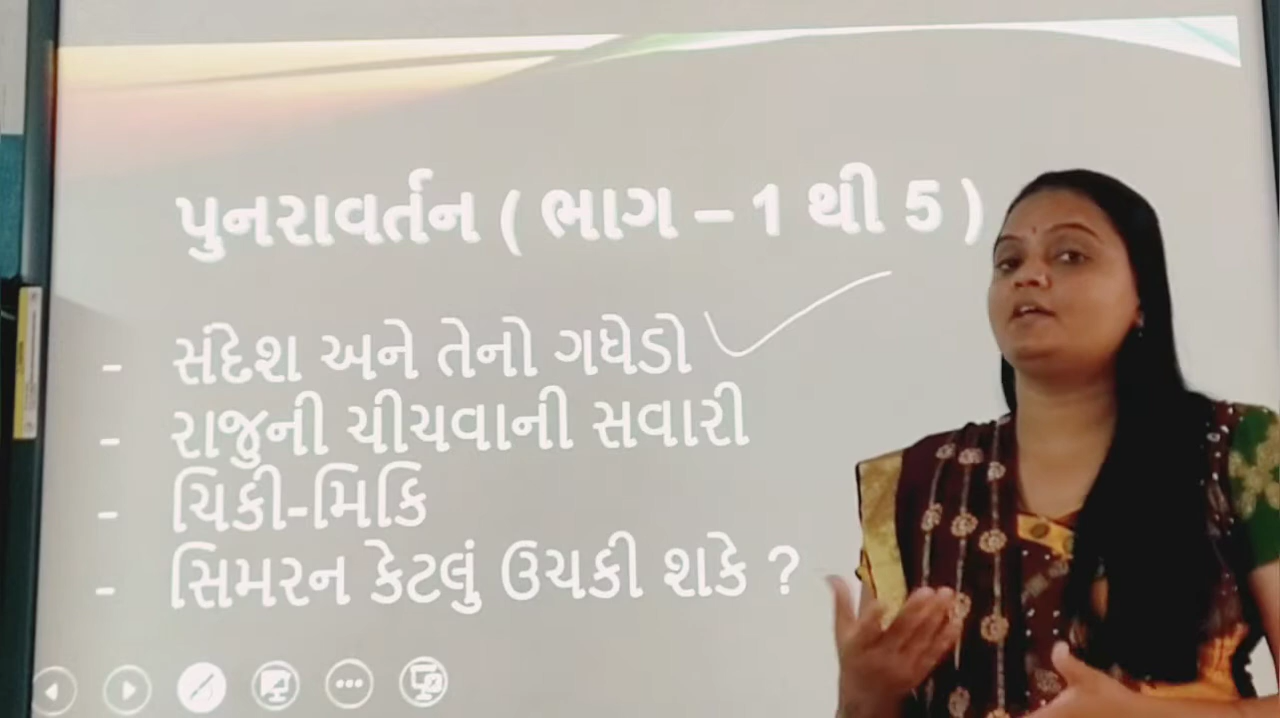 પુનરાવર્તન ( ભાગ – 1 થી 5 )
- સંદેશ અને તેનો ગધેડો
- રાજુની ચીચવાની સવારી
- ચિકી-મિકિ
- સિમરન કેટલું ઉચકી શકે ?